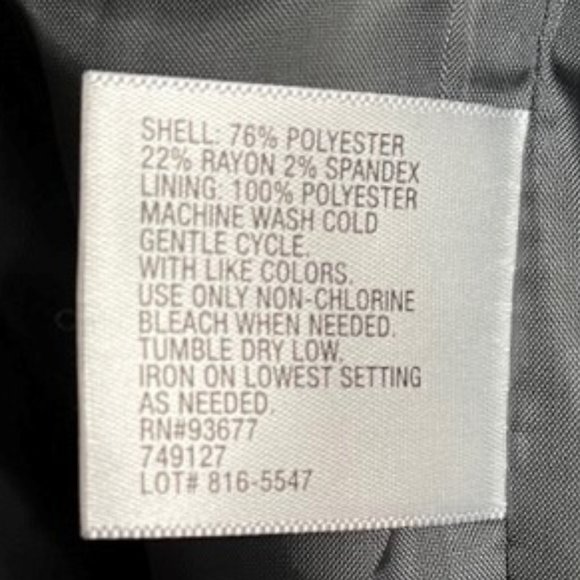 SHELL: 76% POLYESTER
22% RAYON 2% SPANDEX
LINING: 100% POLYESTER
MACHINE WASH COLD
GENTLE CYCLE.
WITH LIKE COLORS.
USE ONLY NON-CHLORINE
BLEACH WHEN NEEDED.
TUMBLE DRY LOW.
IRON ON LOWEST SETTING
AS NEEDED.
RN#93677
749127
LOT# 816-5547